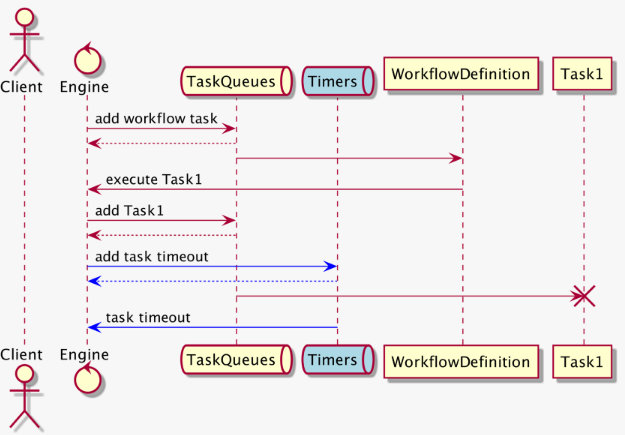 Client
Engine
TaskQueues
Timers
WorkflowDefinition
Task1
add workflow task
execute Task1
add Task1
add task timeout
task timeout
Client
Engine
TaskQueues
Timers
WorkflowDefinition
Task1